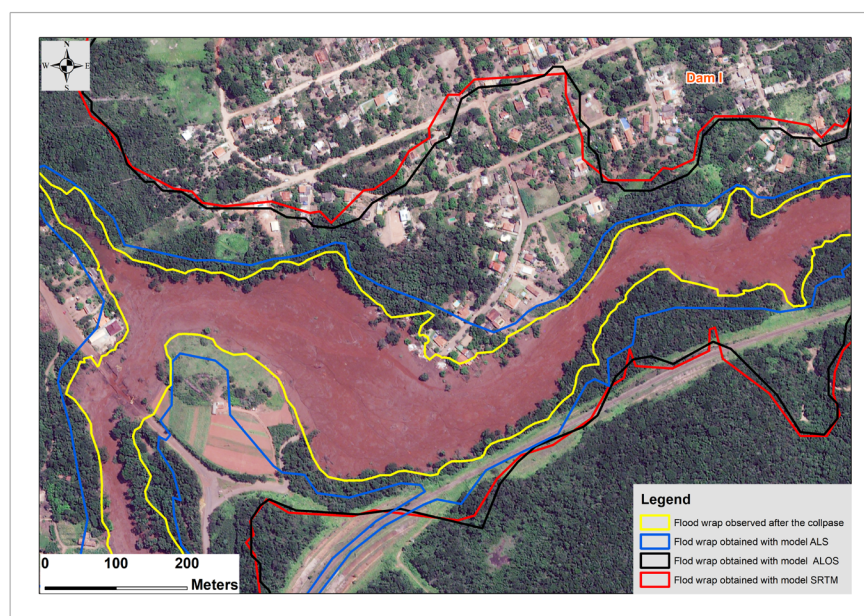 N
W E
S
Dam I
Legend
Flood wrap observed after the collpase
Flod wrap obtained with model ALS
Flod wrap obtained with model ALOS
Flod wrap obtained with model SRTM
0 100 200
Meters